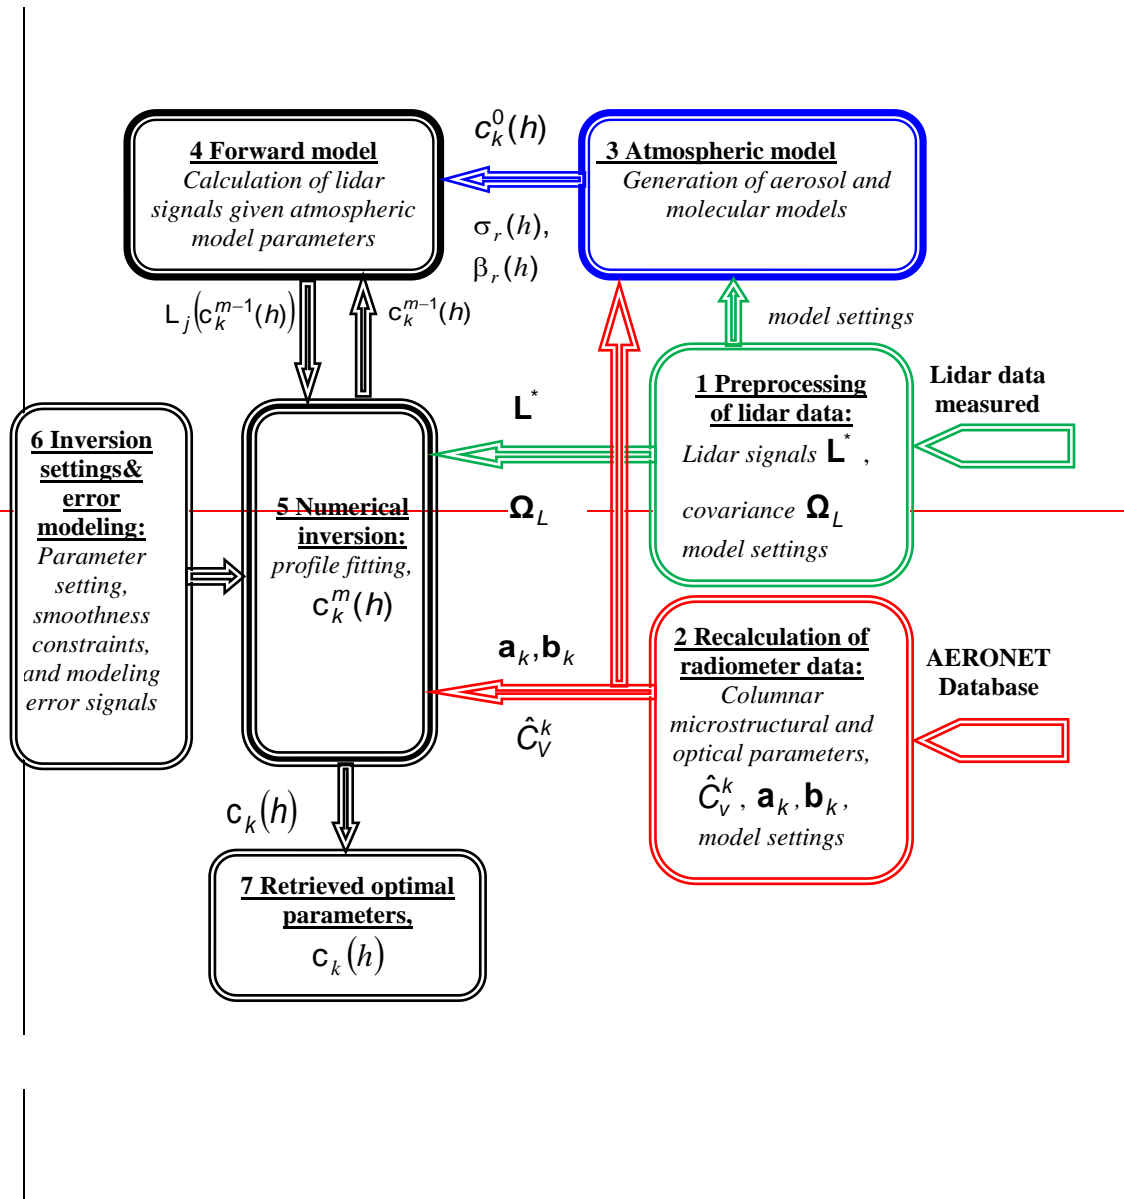 4 Forward model
Calculation of lidar
signals given atmospheric
model parameters
c_k^0(h)
σ_r(h),
β_r(h)
3 Atmospheric model
Generation of aerosol and
molecular models
L_j(c_k^{m−1}(h))
c_k^{m−1}(h)
model settings
1 Preprocessing
of lidar data:
Lidar signals L^*,
covariance Ω_L
model settings
Lidar data
measured
L^*
Ω_L
6 Inversion
settings&
error
modeling:
Parameter
setting,
smoothness
constraints,
and modeling
error signals
5 Numerical
inversion:
profile fitting,
c_k^m(h)
a_k,b_k
Ĉ_V^k
2 Recalculation of
radiometer data:
Columnar
microstructural and
optical parameters,
Ĉ_v^k, a_k,b_k,
model settings
AERONET
Database
c_k(h)
7 Retrieved optimal
parameters,
c_k(h)